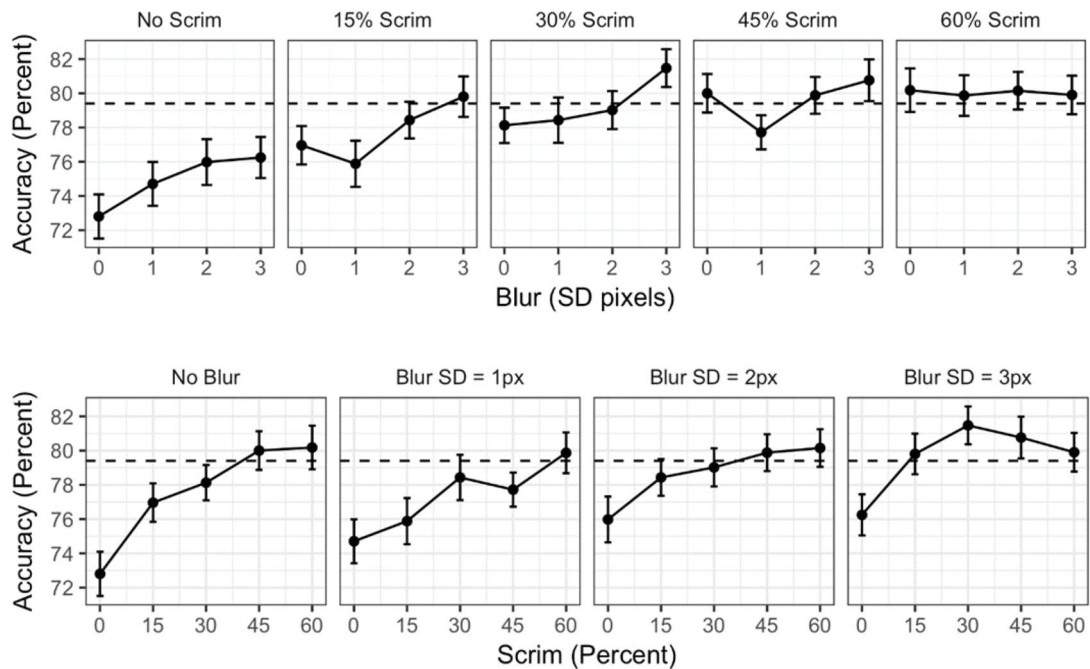 No Scrim 15% Scrim 30% Scrim 45% Scrim 60% Scrim
Accuracy (Percent)
82
80
78
76
74
72
0 1 2 3 0 1 2 3 0 1 2 3 0 1 2 3 0 1 2 3
Blur (SD pixels)
No Blur Blur SD = 1px Blur SD = 2px Blur SD = 3px
Accuracy (Percent)
82
80
78
76
74
72
0 15 30 45 60 0 15 30 45 60 0 15 30 45 60 0 15 30 45 60
Scrim (Percent)